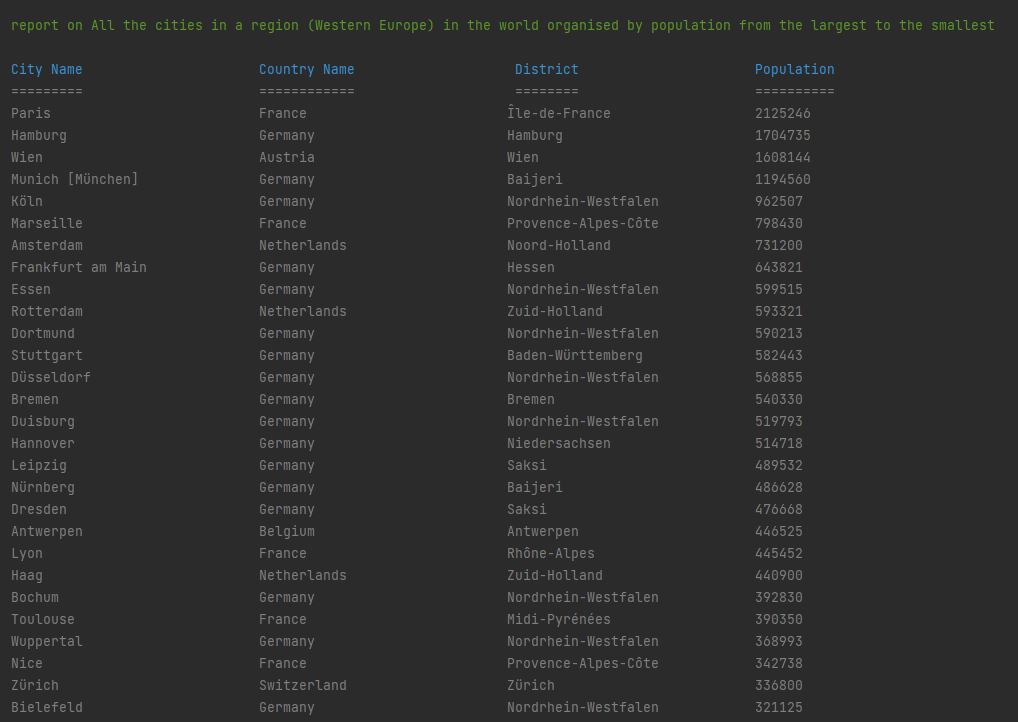 report on All the cities in a region (Western Europe) in the world organised by population from the largest to the smallest
City Name Country Name District Population
========= ============ ======== ==========
Paris France Île-de-France 2125246
Hamburg Germany Hamburg 1704735
Wien Austria Wien 1608144
Munich [München] Germany Baijeri 1194560
Köln Germany Nordrhein-Westfalen 962507
Marseille France Provence-Alpes-Côte 798430
Amsterdam Netherlands Noord-Holland 731200
Frankfurt am Main Germany Hessen 643821
Essen Germany Nordrhein-Westfalen 599515
Rotterdam Netherlands Zuid-Holland 593321
Dortmund Germany Nordrhein-Westfalen 590213
Stuttgart Germany Baden-Württemberg 582443
Düsseldorf Germany Nordrhein-Westfalen 568855
Bremen Germany Bremen 540330
Duisburg Germany Nordrhein-Westfalen 519793
Hannover Germany Niedersachsen 514718
Leipzig Germany Saksi 489532
Nürnberg Germany Baijeri 486628
Dresden Germany Saksi 476668
Antwerpen Belgium Antwerpen 446525
Lyon France Rhône-Alpes 445452
Haag Netherlands Zuid-Holland 440900
Bochum Germany Nordrhein-Westfalen 392830
Toulouse France Midi-Pyrénées 390350
Wuppertal Germany Nordrhein-Westfalen 368993
Nice France Provence-Alpes-Côte 342738
Zürich Switzerland Zürich 336800
Bielefeld Germany Nordrhein-Westfalen 321125